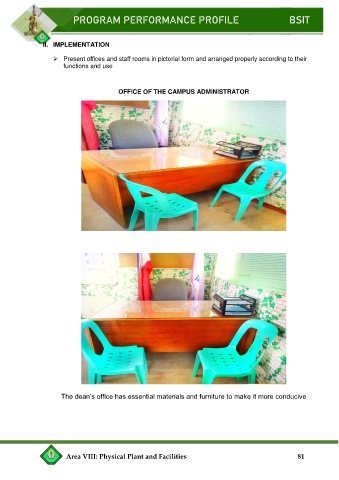 PROGRAM PERFORMANCE PROFILE BSIT
II. IMPLEMENTATION
➢ Present offices and staff rooms in pictorial form and arranged properly according to their
functions and use
OFFICE OF THE CAMPUS ADMINISTRATOR
The dean's office has essential materials and furniture to make it more conducive
Area VIII: Physical Plant and Facilities 81